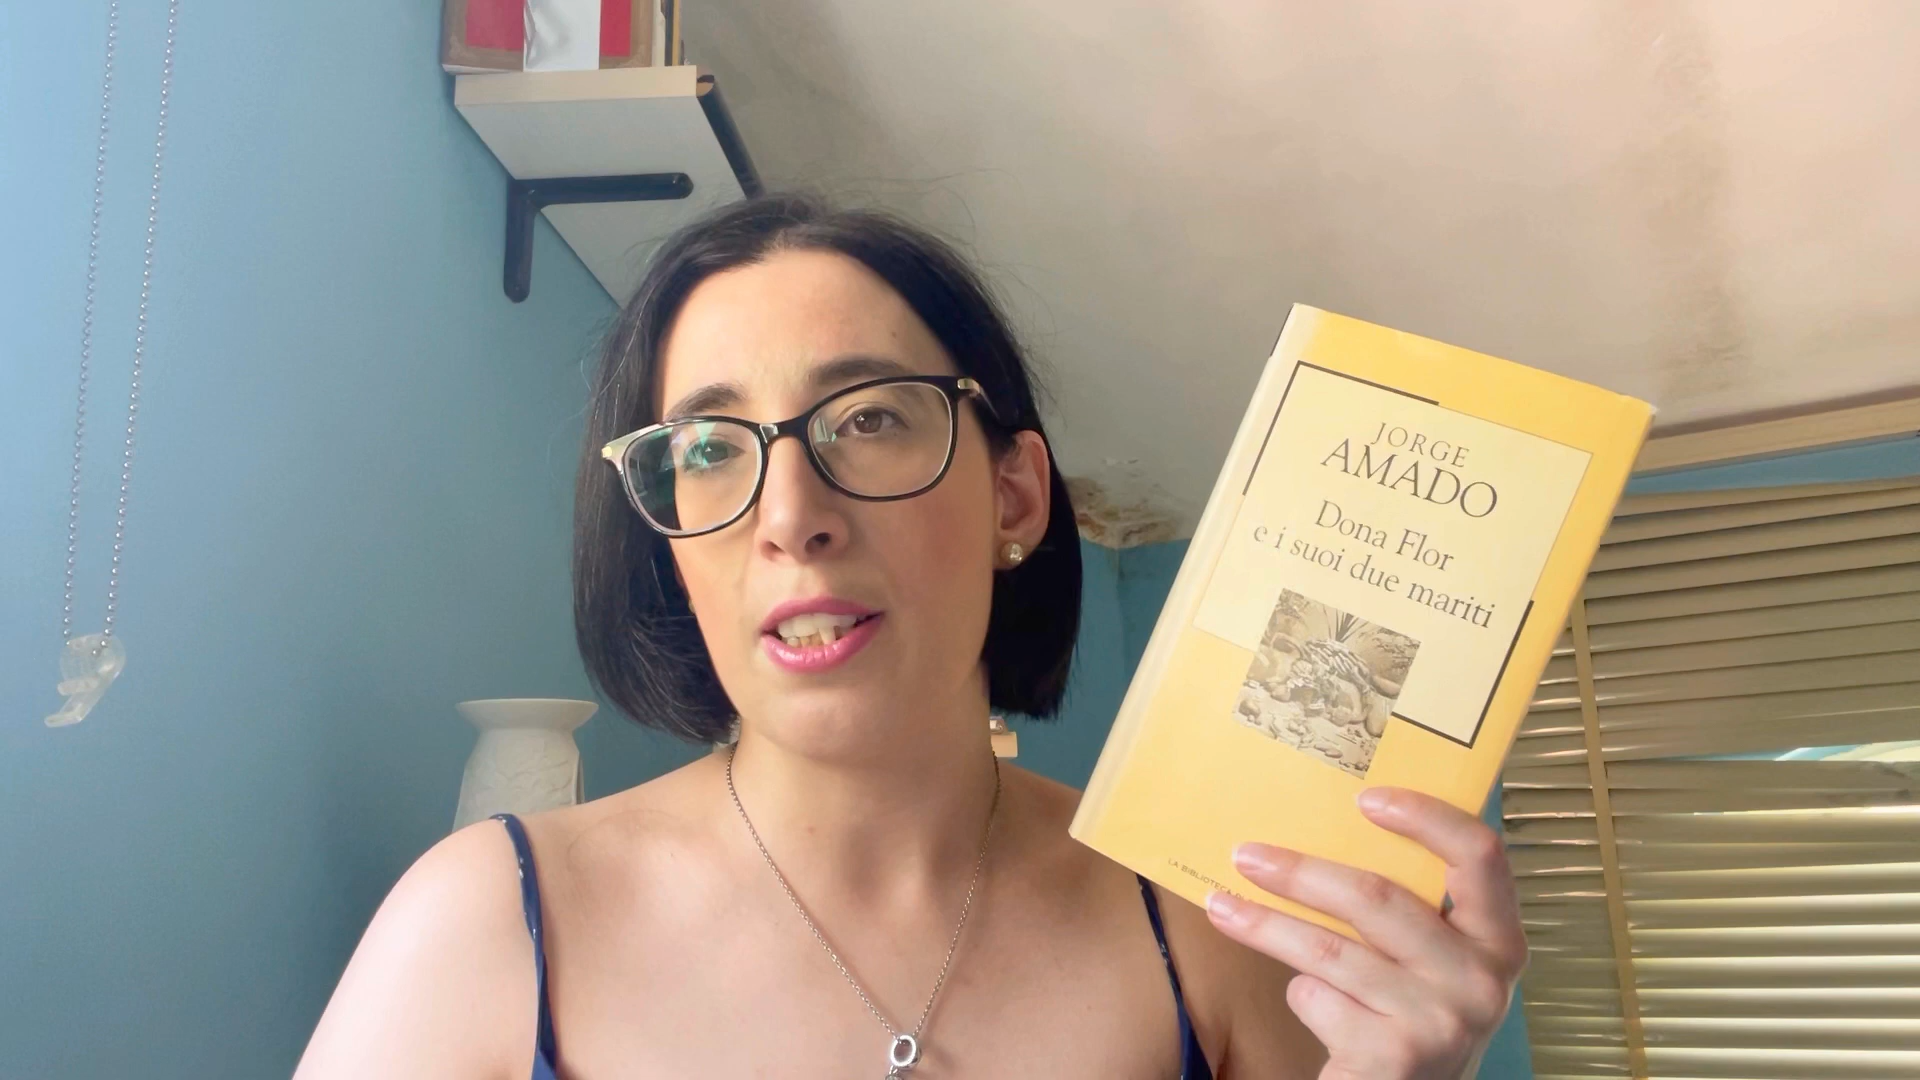 JORGE
AMADO
Dona Flor
e i suoi due mariti
LA BIBLIOTECA